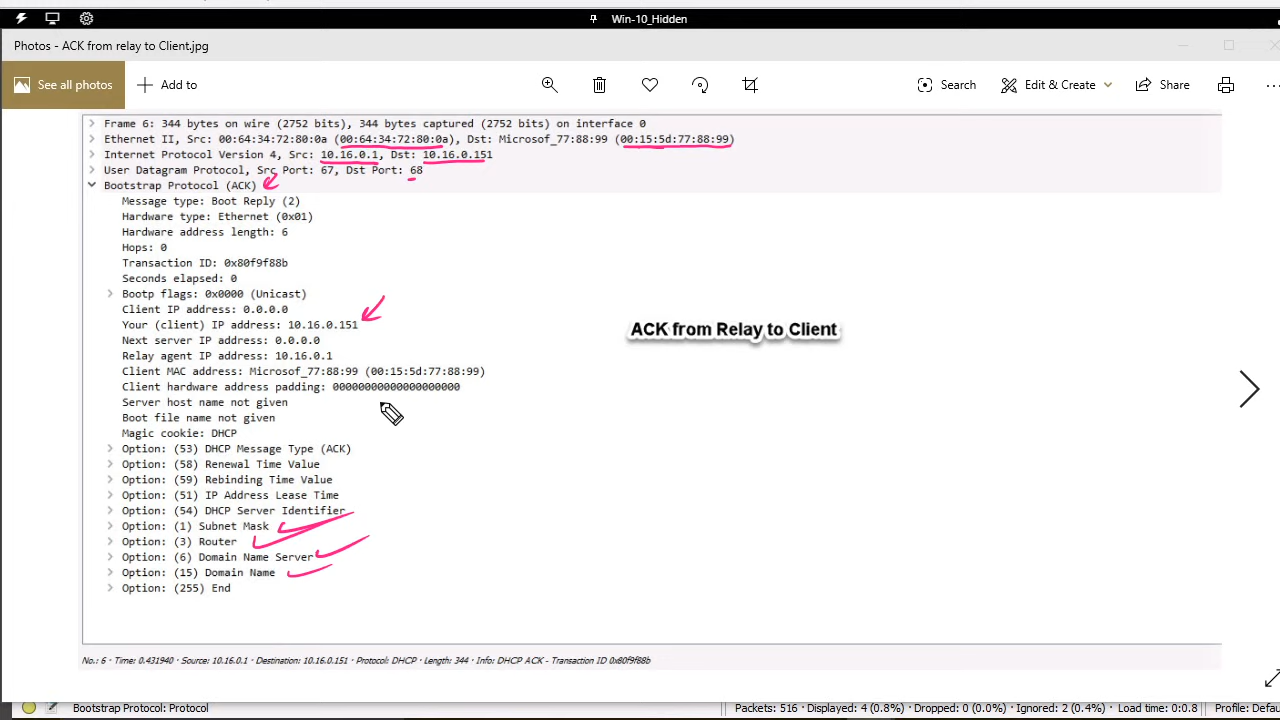 Win-10_Hidden
Photos - ACK from relay to Client.jpg
See all photos
Add to
Search
Edit & Create
Share
Frame 6: 344 bytes on wire (2752 bits), 344 bytes captured (2752 bits) on interface 0
Ethernet II, Src: 00:64:34:72:80:0a (00:64:34:72:80:0a), Dst: Microsof_77:88:99 (00:15:5d:77:88:99)
Internet Protocol Version 4, Src: 10.16.0.1, Dst: 10.16.0.151
User Datagram Protocol, Src Port: 67, Dst Port: 68
Bootstrap Protocol (ACK)
Message type: Boot Reply (2)
Hardware type: Ethernet (0x01)
Hardware address length: 6
Hops: 0
Transaction ID: 0x80f9f88b
Seconds elapsed: 0
Bootp flags: 0x0000 (Unicast)
Client IP address: 0.0.0.0
Your (client) IP address: 10.16.0.151
Next server IP address: 0.0.0.0
Relay agent IP address: 10.16.0.1
Client MAC address: Microsof_77:88:99 (00:15:5d:77:88:99)
Client hardware address padding: 00000000000000000000
Server host name not given
Boot file name not given
Magic cookie: DHCP
Option: (53) DHCP Message Type (ACK)
Option: (58) Renewal Time Value
Option: (59) Rebinding Time Value
Option: (51) IP Address Lease Time
Option: (54) DHCP Server Identifier
Option: (1) Subnet Mask
Option: (3) Router
Option: (6) Domain Name Server
Option: (15) Domain Name
Option: (255) End
ACK from Relay to Client
No.: 6 · Time: 0.431940 · Source: 10.16.0.1 · Destination: 10.16.0.151 · Protocol: DHCP · Length: 344 · Info: DHCP ACK - Transaction ID 0x80f9f88b
Bootstrap Protocol: Protocol
Packets: 516 · Displayed: 4 (0.8%) · Dropped: 0 (0.0%) · Ignored: 2 (0.4%) · Load time: 0:0.8
Profile: Defau